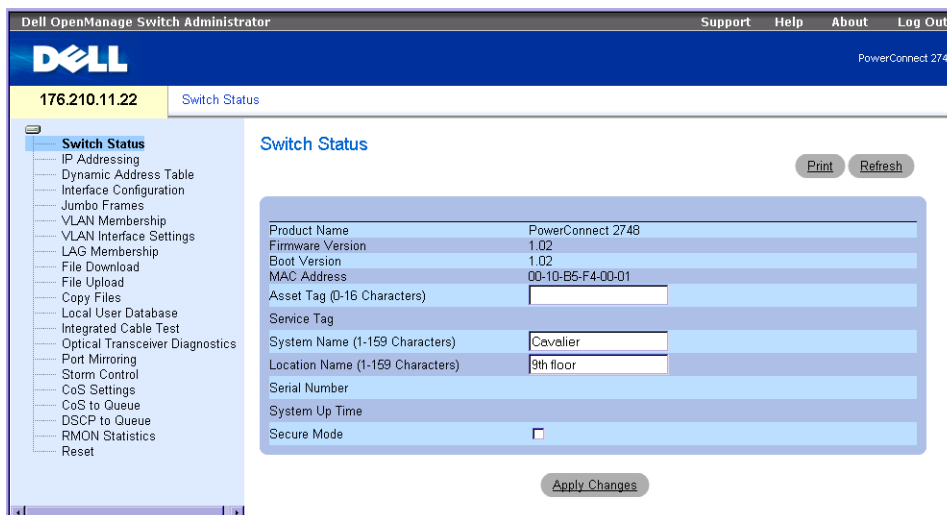 Dell OpenManage Switch Administrator Support Help About Log Out
DELL
PowerConnect 274
176.210.11.22 Switch Status
Switch Status
IP Addressing
Dynamic Address Table
Interface Configuration
Jumbo Frames
VLAN Membership
VLAN Interface Settings
LAG Membership
File Download
File Upload
Copy Files
Local User Database
Integrated Cable Test
Optical Transceiver Diagnostics
Port Mirroring
Storm Control
CoS Settings
CoS to Queue
DSCP to Queue
RMON Statistics
Reset
Switch Status
Print Refresh
Product Name PowerConnect 2748
Firmware Version 1.02
Boot Version 1.02
MAC Address 00-10-B5-F4-00-01
Asset Tag (0-16 Characters)
Service Tag
System Name (1-159 Characters) Cavalier
Location Name (1-159 Characters) 9th floor
Serial Number
System Up Time
Secure Mode
Apply Changes